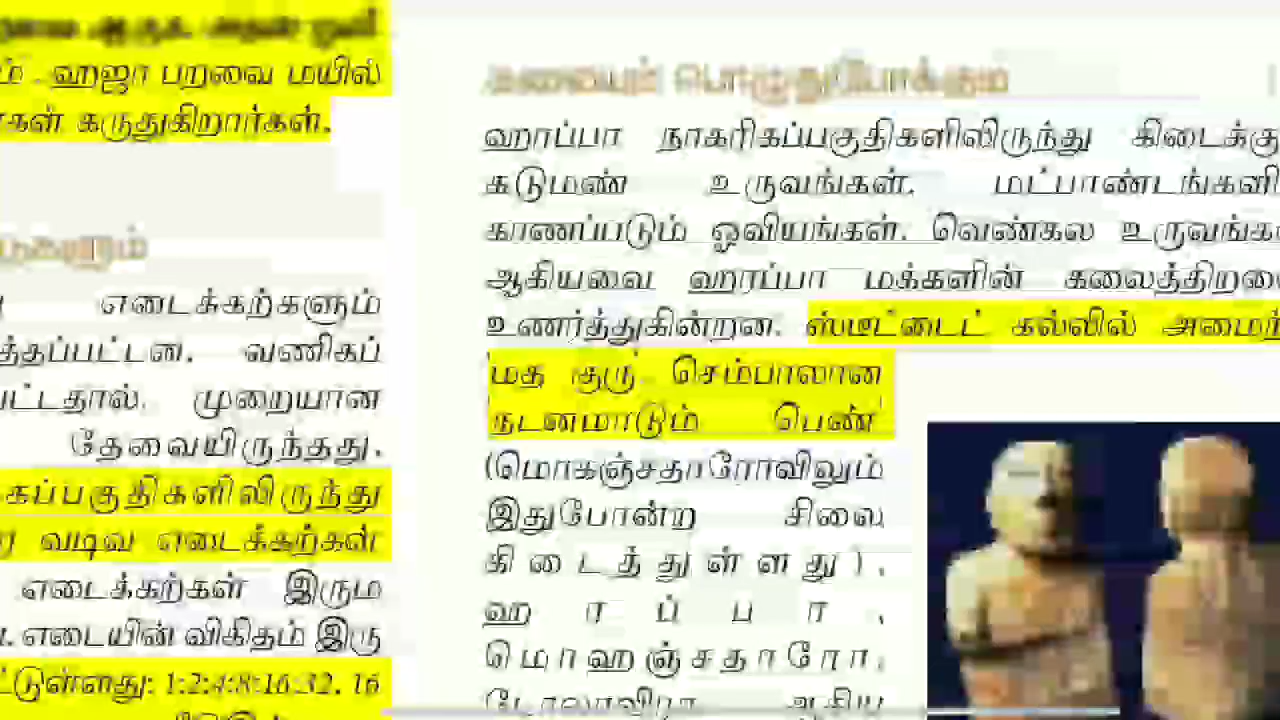 ம் . ஹஜா பறவை மயில்
கள் கருதுகிறார்கள்.
எடைக்கற்களும்
த்தப்பட்டன. வணிகப்
பட்டதால், முறையான
தேவையிருந்தது.
கப்பகுதிகளிலிருந்து
வடிவ எடைக்கற்கள்
எடைக்கற்கள் இரும
. எடையின் விகிதம் இரு
ட்டுள்ளது: 1:2:4:8:16:32. 16
கலையும் பொழுதுபோக்கும்
ஹரப்பா நாகரிகப்பகுதிகளிலிருந்து கிடைக்கு
சுடுமண் உருவங்கள், மட்பாண்டங்களி
காணப்படும் ஓவியங்கள், வெண்கல உருவங்க
ஆகியவை ஹரப்பா மக்களின் கலைத்திறனை
உணர்த்துகின்றன. ஸ்டீட்டைட் கல்லில் அமைந்
'மத குரு' செம்பாலான
'நடனமாடும் பெண்'
(மொகஞ்சதாரோவிலும்
இதுபோன்ற சிலை
கிடைத்துள்ளது),
ஹரப்பா,
மொஹஞ்சதாரோ,
டோலாவிரா ஆகிய